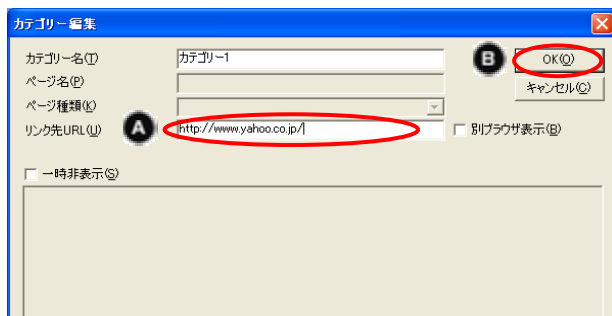 カテゴリー編集
カテゴリー名(T) カテゴリー1
B OK(O)
ページ名(P)
キャンセル(C)
ページ種類(K)
リンク先URL(U) A http://www.yahoo.co.jp/ 別ブラウザ表示(B)
一時非表示(S)